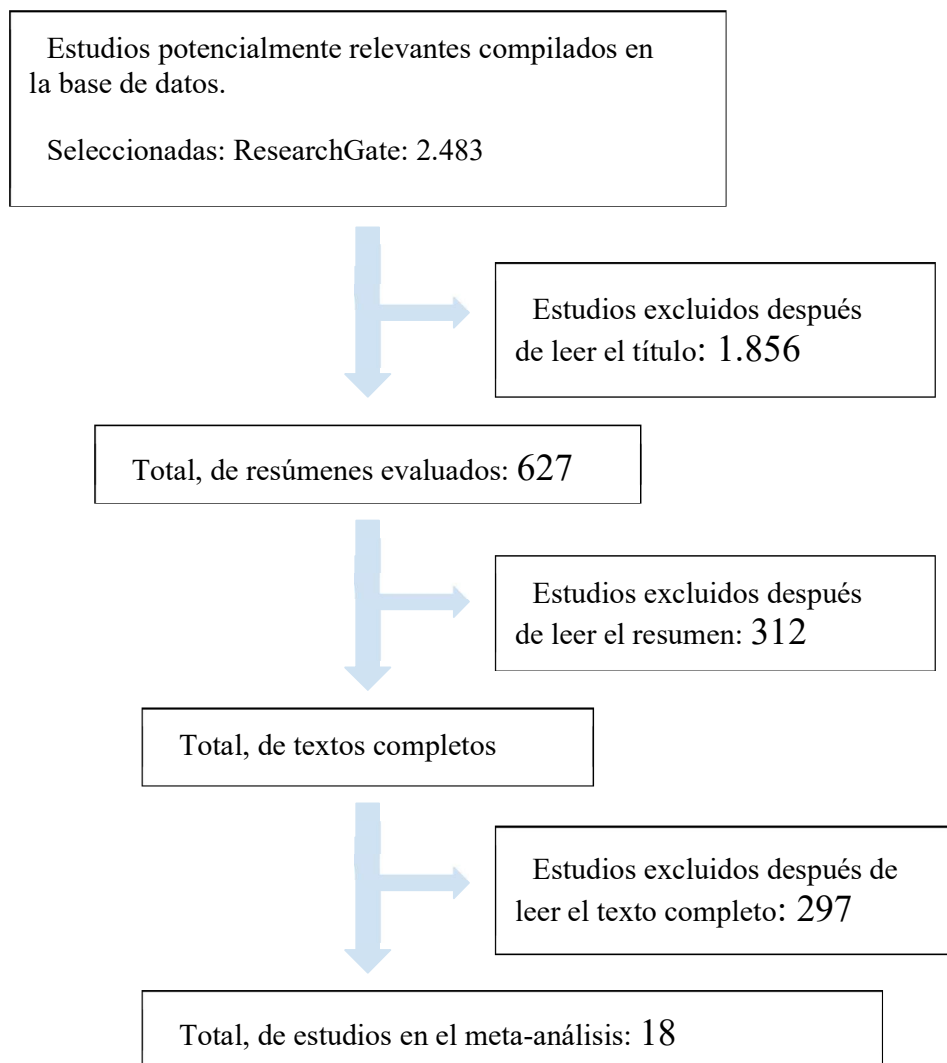 Estudios potencialmente relevantes compilados en
la base de datos.
Seleccionadas: ResearchGate: 2.483
Estudios excluidos después
de leer el título: 1.856
Total, de resúmenes evaluados: 627
Estudios excluidos después
de leer el resumen: 312
Total, de textos completos
Estudios excluidos después de
leer el texto completo: 297
Total, de estudios en el meta-análisis: 18